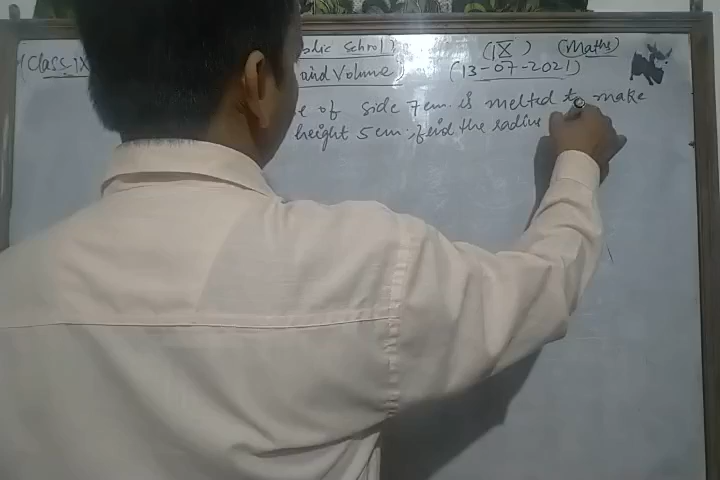 (Class-IX
blic School) (IX) (Maths)
and Volume) (13-07-2021)
e of side 7cm is melted to make
height 5cm. find the radius